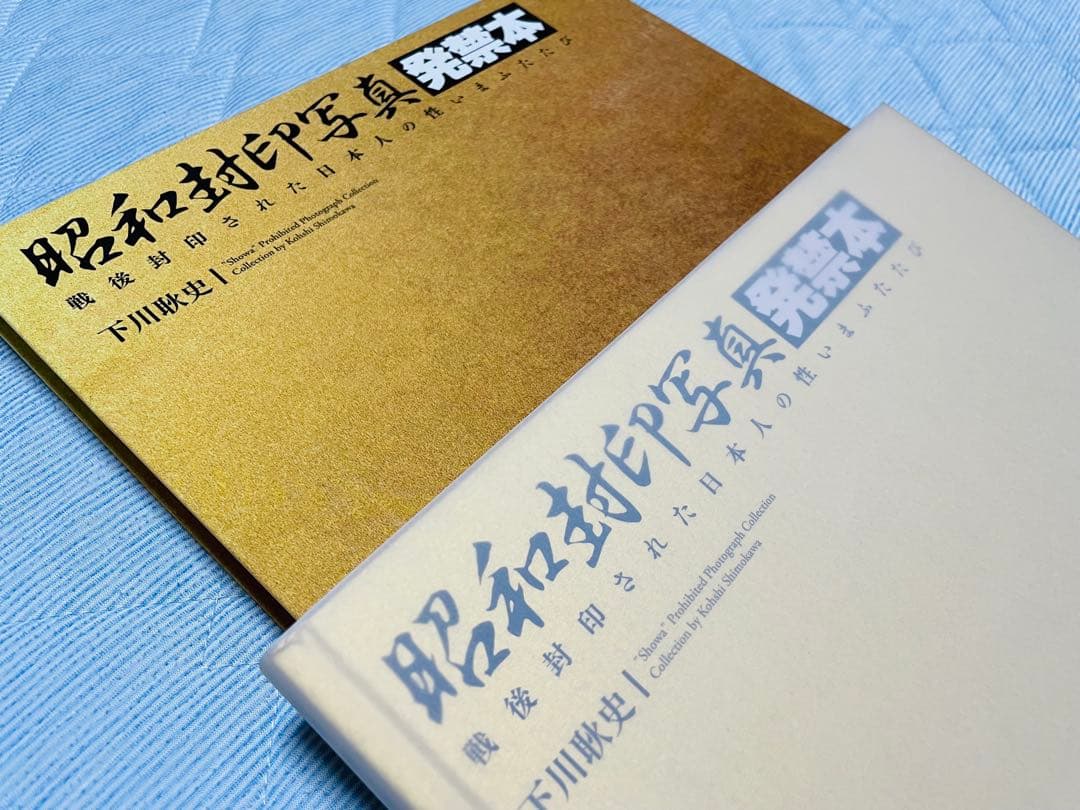 昭和封印写真 発禁本
戦後封印された日本人の性いまふたたび
下川耿史
"Showa" Prohibited Photograph Collection
Collection by Kohshi Shimokawa
昭和封印写真 発禁本
戦後封印された日本人の性いまふたたび
下川耿史
"Showa" Prohibited Photograph Collection
Collection by Kohshi Shimokawa